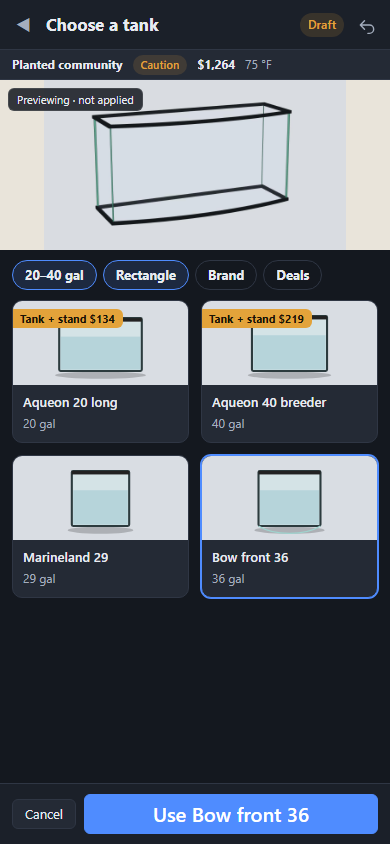 Choose a tank
Draft
Planted community
Caution
$1,264
75 °F
Previewing · not applied
20–40 gal
Rectangle
Brand
Deals
Tank + stand $134
Aqueon 20 long
20 gal
Tank + stand $219
Aqueon 40 breeder
40 gal
Marineland 29
29 gal
Bow front 36
36 gal
Cancel
Use Bow front 36